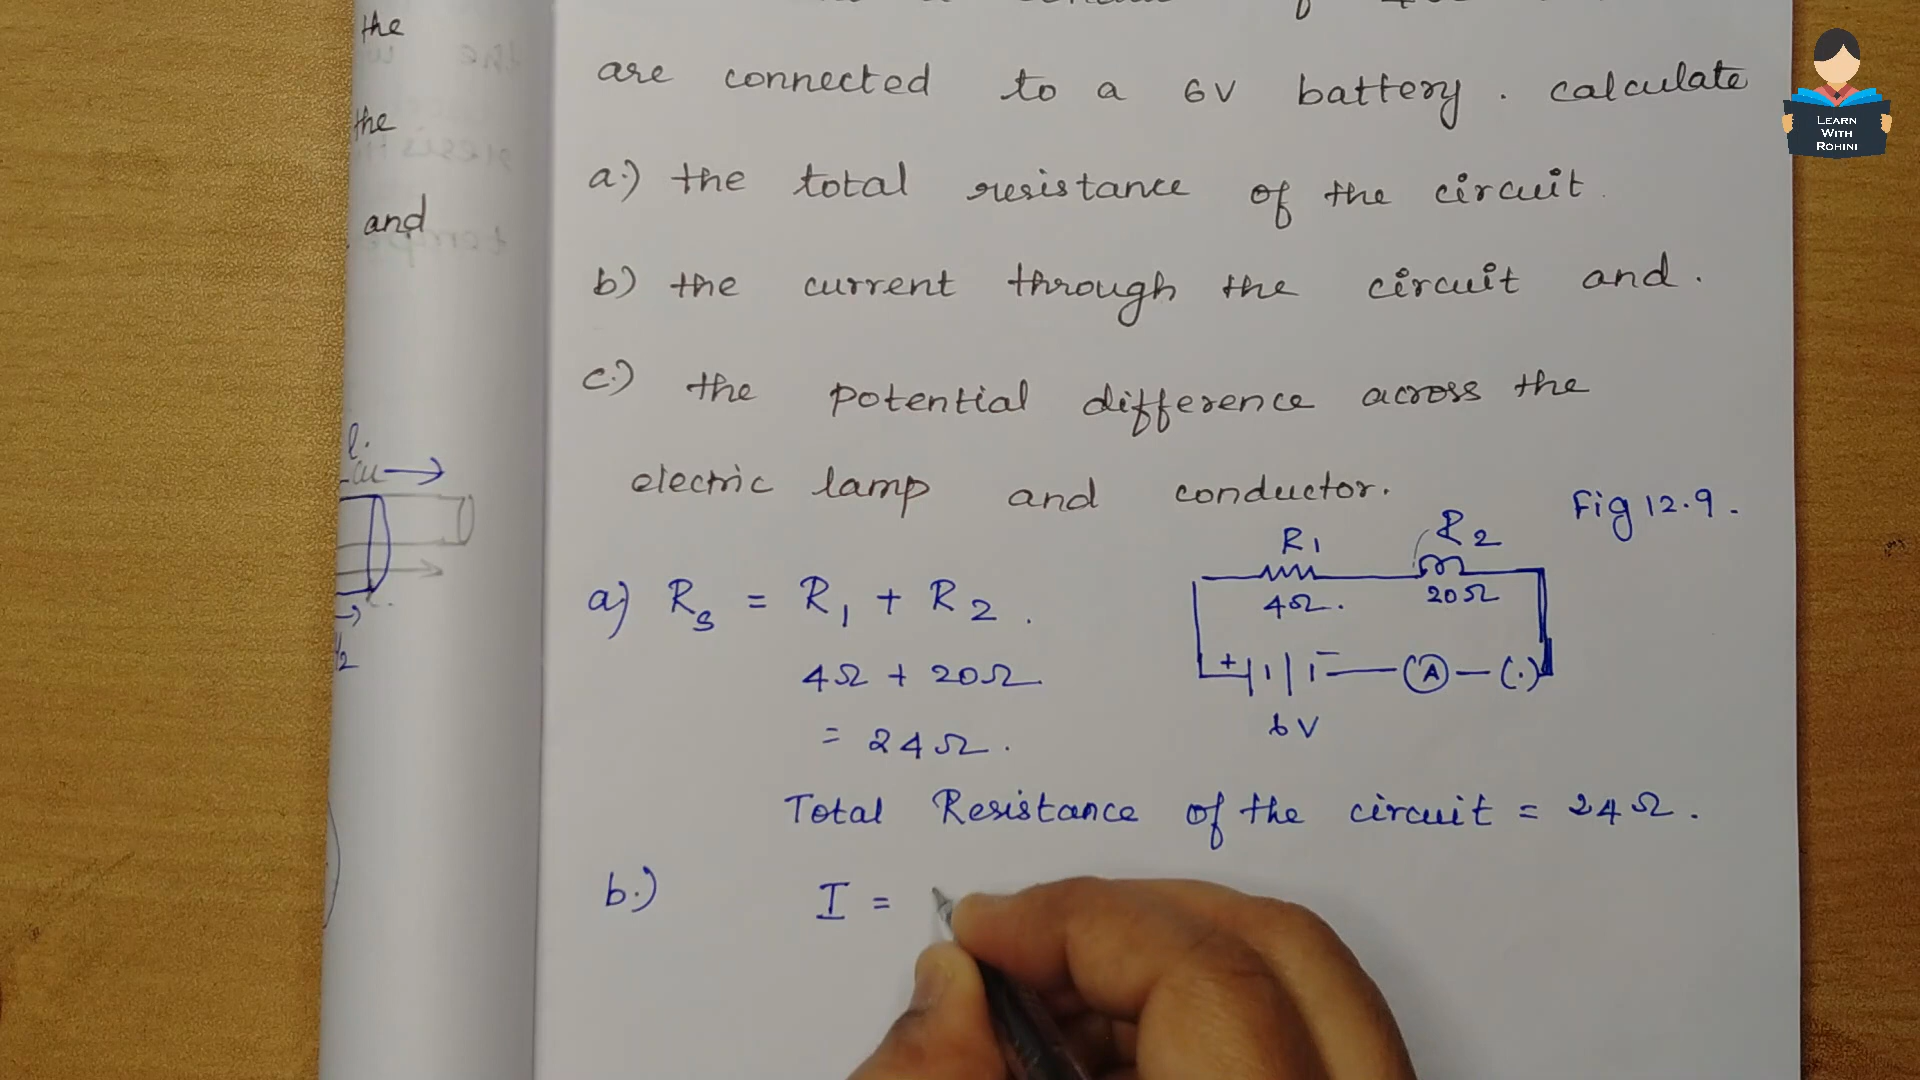 the
the
and
are connected to a 6V battery. calculate
LEARN
WITH
ROHINI
a.) the total resistance of the circuit.
b) the current through the circuit and.
c.) the potential difference across the
electric lamp and conductor.
Fig 12.9.
R1 R2
4Ω. 20Ω
+ - (A) (.)
6V
a) Rs = R1 + R2.
4Ω + 20Ω
= 24Ω.
Total Resistance of the circuit = 24Ω.
b.) I =